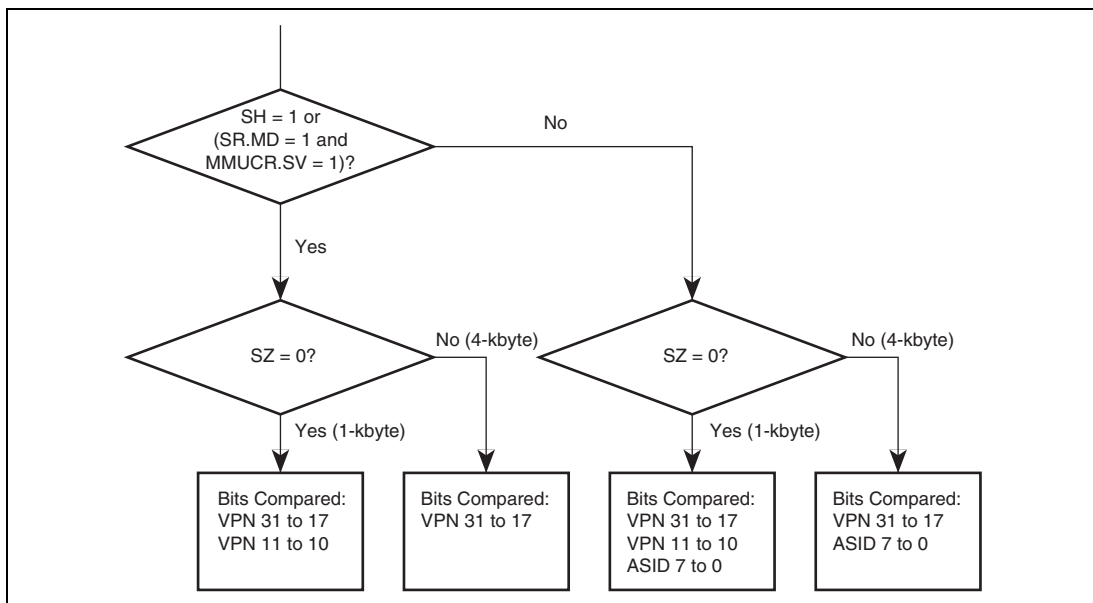 SH = 1 or
(SR.MD = 1 and
MMUCR.SV = 1)?
No
Yes
SZ = 0?
No (4-kbyte)
SZ = 0?
No (4-kbyte)
Yes (1-kbyte)
Yes (1-kbyte)
Bits Compared:
VPN 31 to 17
VPN 11 to 10
Bits Compared:
VPN 31 to 17
Bits Compared:
VPN 31 to 17
VPN 11 to 10
ASID 7 to 0
Bits Compared:
VPN 31 to 17
ASID 7 to 0